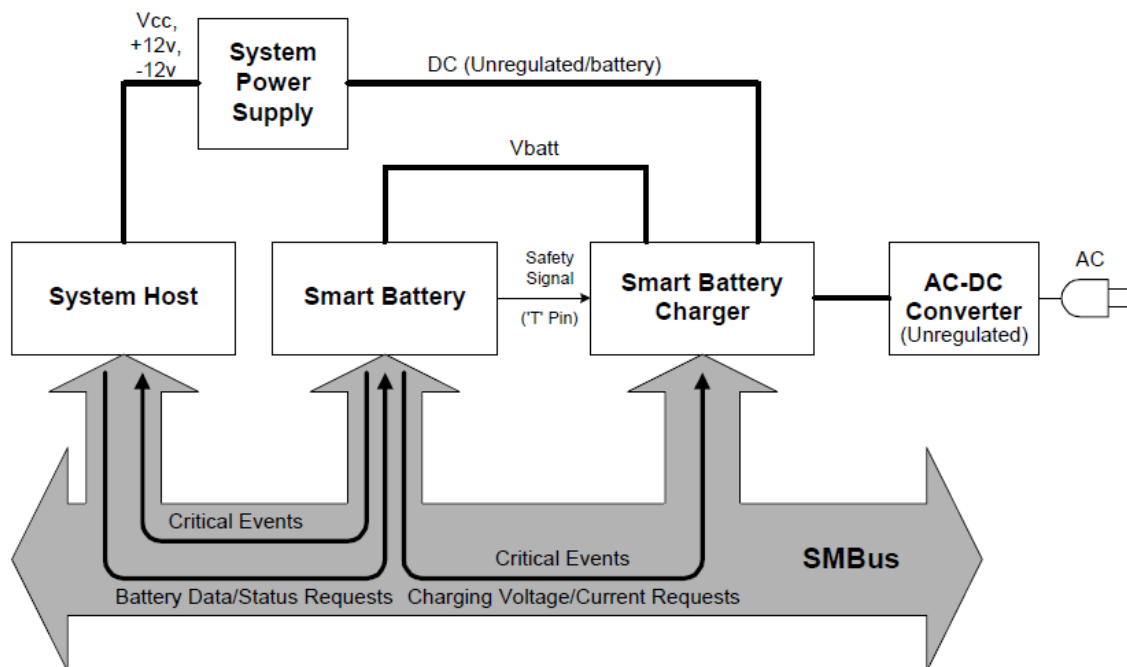 Vcc,
+12v,
-12v
System
Power
Supply
DC (Unregulated/battery)
Vbatt
System Host
Smart Battery
Safety
Signal
('T' Pin)
Smart Battery
Charger
AC-DC
Converter
(Unregulated)
AC
Critical Events
Critical Events
SMBus
Battery Data/Status Requests
Charging Voltage/Current Requests